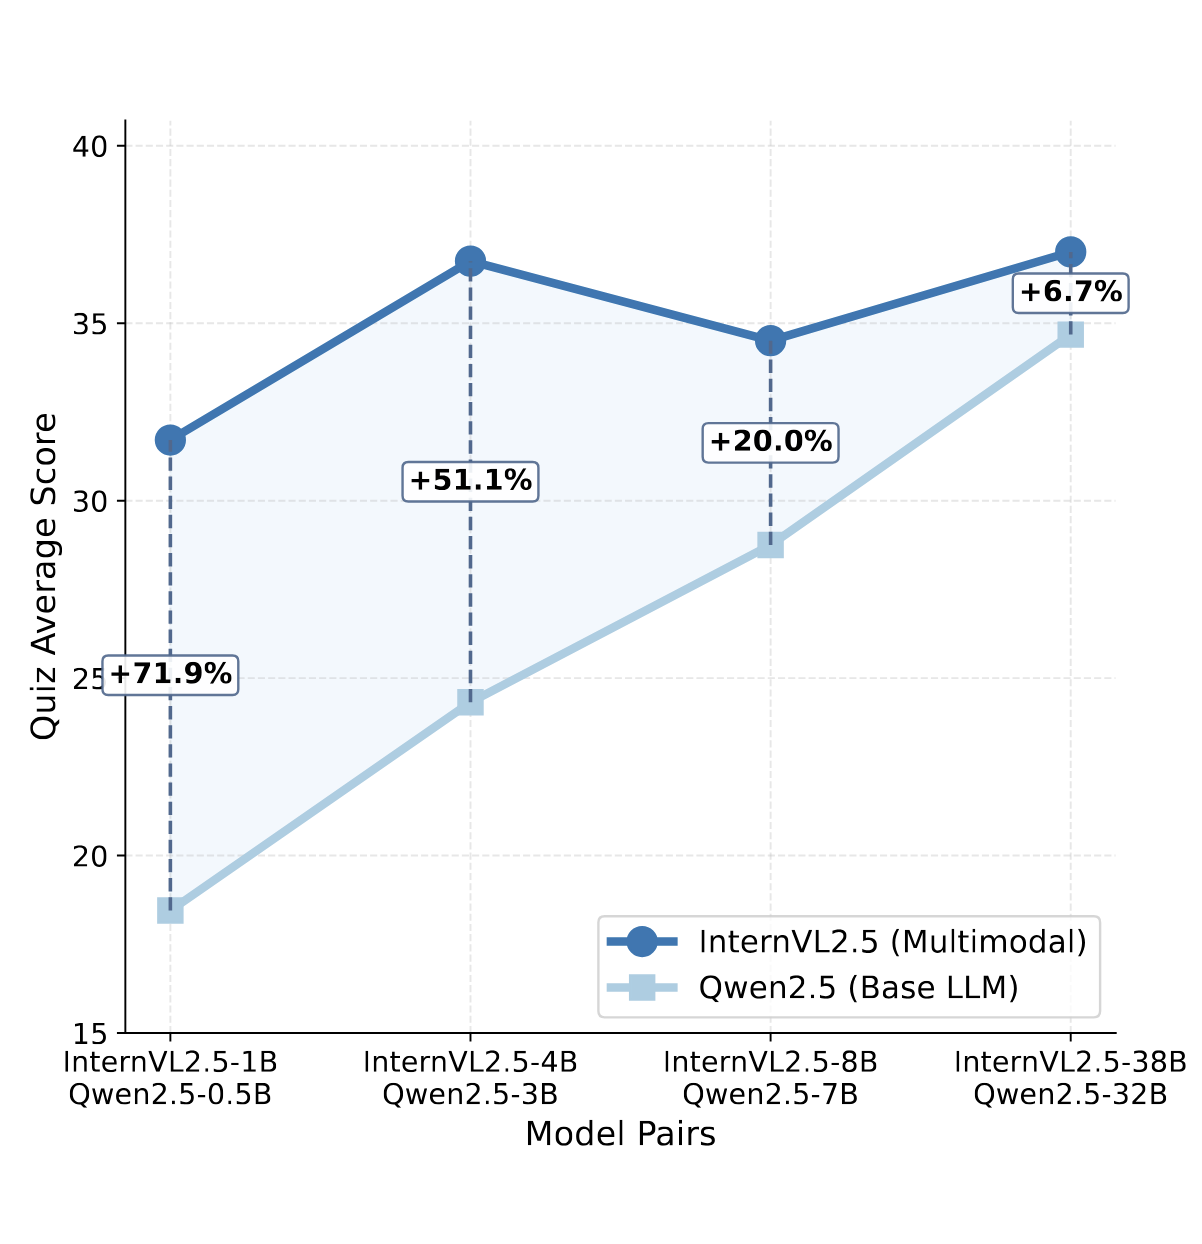 40
35
30
25
20
15
Quiz Average Score
+71.9%
+51.1%
+20.0%
+6.7%
InternVL2.5 (Multimodal)
Qwen2.5 (Base LLM)
InternVL2.5-1B
Qwen2.5-0.5B
InternVL2.5-4B
Qwen2.5-3B
InternVL2.5-8B
Qwen2.5-7B
InternVL2.5-38B
Qwen2.5-32B
Model Pairs